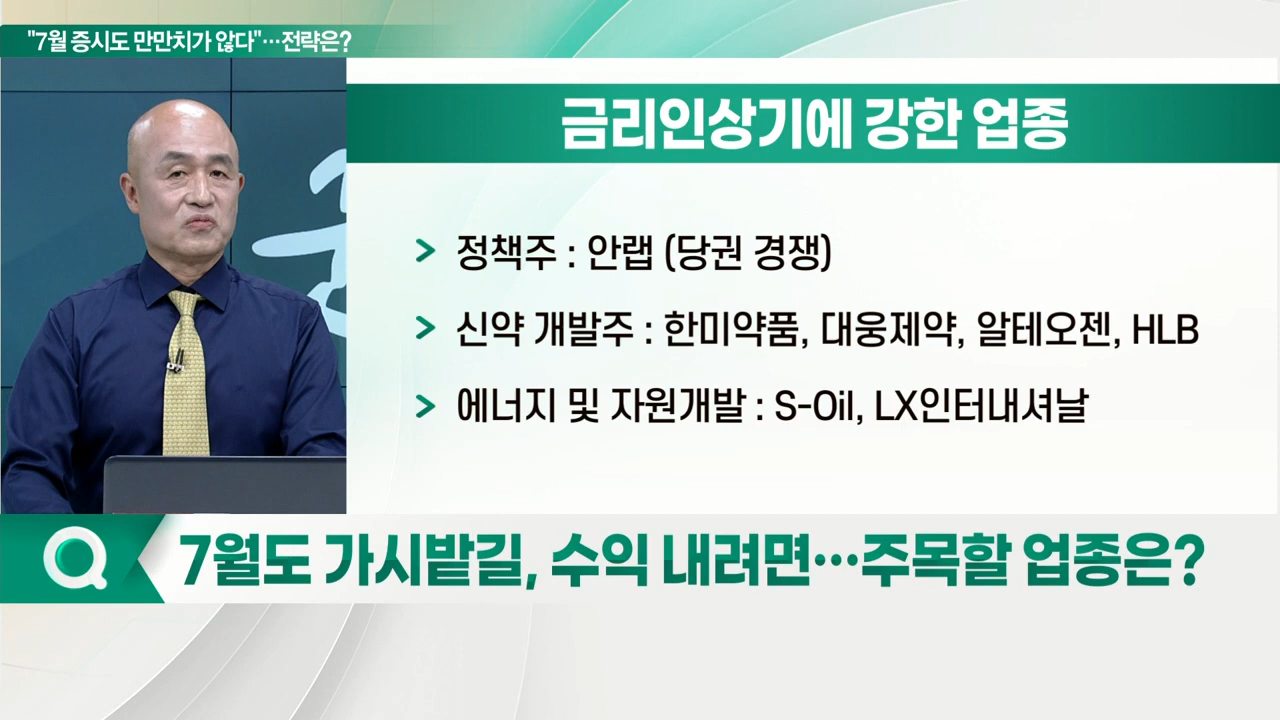 "7월 증시도 만만치가 않다"…전략은?
금리인상기에 강한 업종
> 정책주 : 안랩 (당권 경쟁)
> 신약 개발주 : 한미약품, 대웅제약, 알테오젠, HLB
> 에너지 및 자원개발 : S-Oil, LX인터내셔날
7월도 가시밭길, 수익 내려면…주목할 업종은?